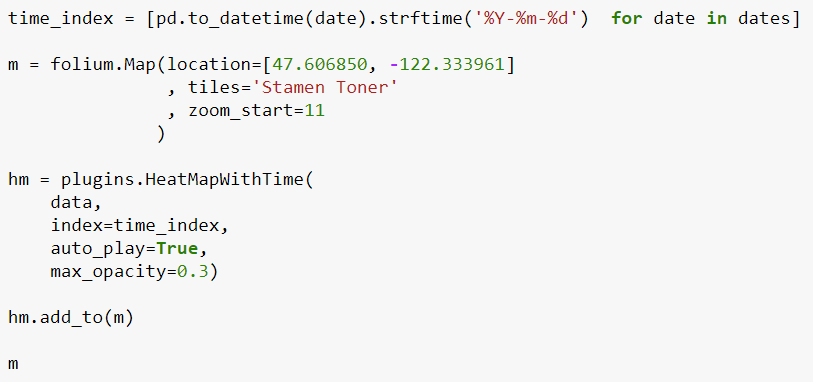 time_index = [pd.to_datetime(date).strftime('%Y-%m-%d')  for date in dates]
m = folium.Map(location=[47.606850, -122.333961]
, tiles='Stamen Toner'
, zoom_start=11
)
hm = plugins.HeatMapWithTime(
data,
index=time_index,
auto_play=True,
max_opacity=0.3)
hm.add_to(m)
m